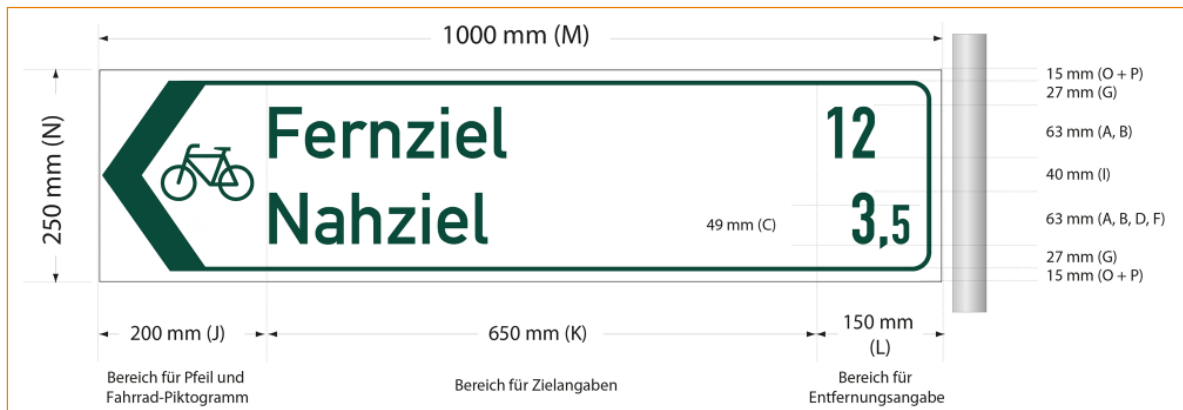 1000 mm (M)
250 mm (N)
15 mm (O + P)
27 mm (G)
Fernziel 12
63 mm (A, B)
40 mm (I)
Nahziel 49 mm (C) 3,5
63 mm (A, B, D, F)
27 mm (G)
15 mm (O + P)
200 mm (J) 650 mm (K) 150 mm
(L)
Bereich für Pfeil und
Fahrrad-Piktogramm
Bereich für Zielangaben
Bereich für
Entfernungsangabe